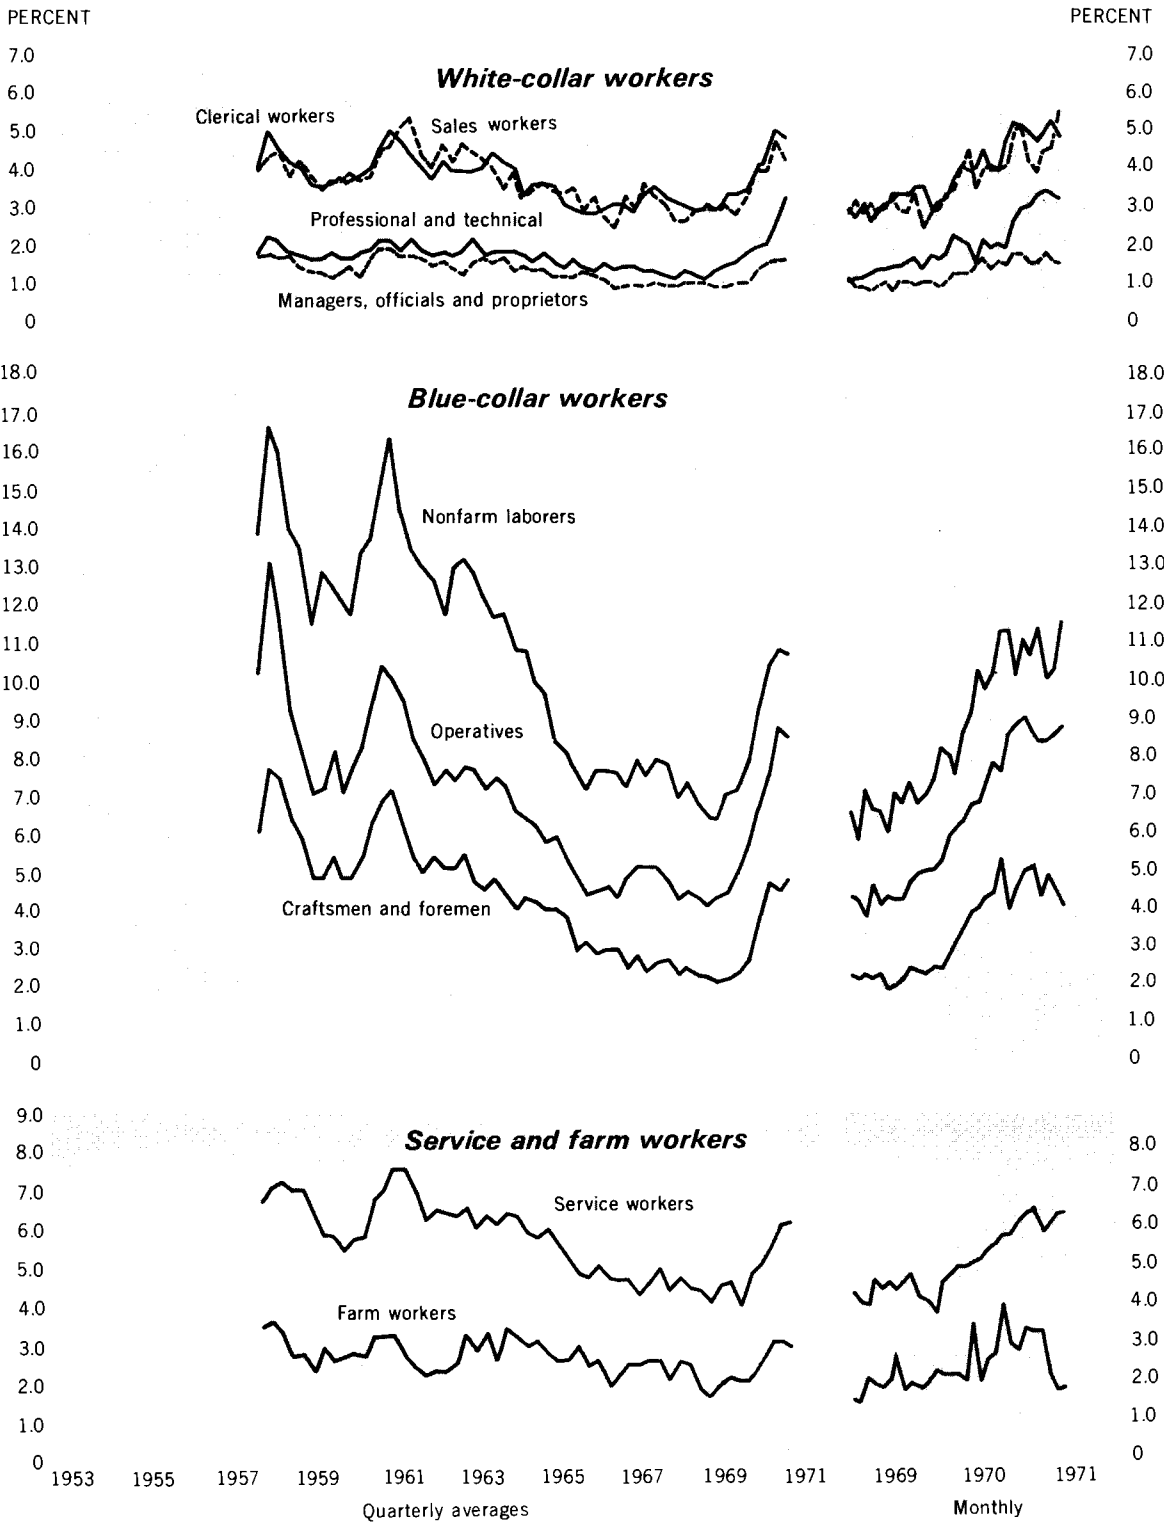 PERCENT PERCENT
7.0 7.0
White-collar workers
6.0 6.0
Clerical workers Sales workers
5.0 5.0
4.0 4.0
3.0 3.0
Professional and technical
2.0 2.0
1.0 1.0
Managers, officials and proprietors
0 0
18.0 18.0
Blue-collar workers
17.0 17.0
16.0 16.0
15.0 15.0
Nonfarm laborers
14.0 14.0
13.0 13.0
12.0 12.0
11.0 11.0
10.0 10.0
9.0 9.0
Operatives
8.0 8.0
7.0 7.0
6.0 6.0
5.0 5.0
Craftsmen and foremen
4.0 4.0
3.0 3.0
2.0 2.0
1.0 1.0
0 0
9.0
Service and farm workers
8.0 8.0
7.0 7.0
Service workers
6.0 6.0
5.0 5.0
4.0 4.0
Farm workers
3.0 3.0
2.0 2.0
1.0 1.0
0 0
1953 1955 1957 1959 1961 1963 1965 1967 1969 1971 1969 1970 1971
Quarterly averages Monthly